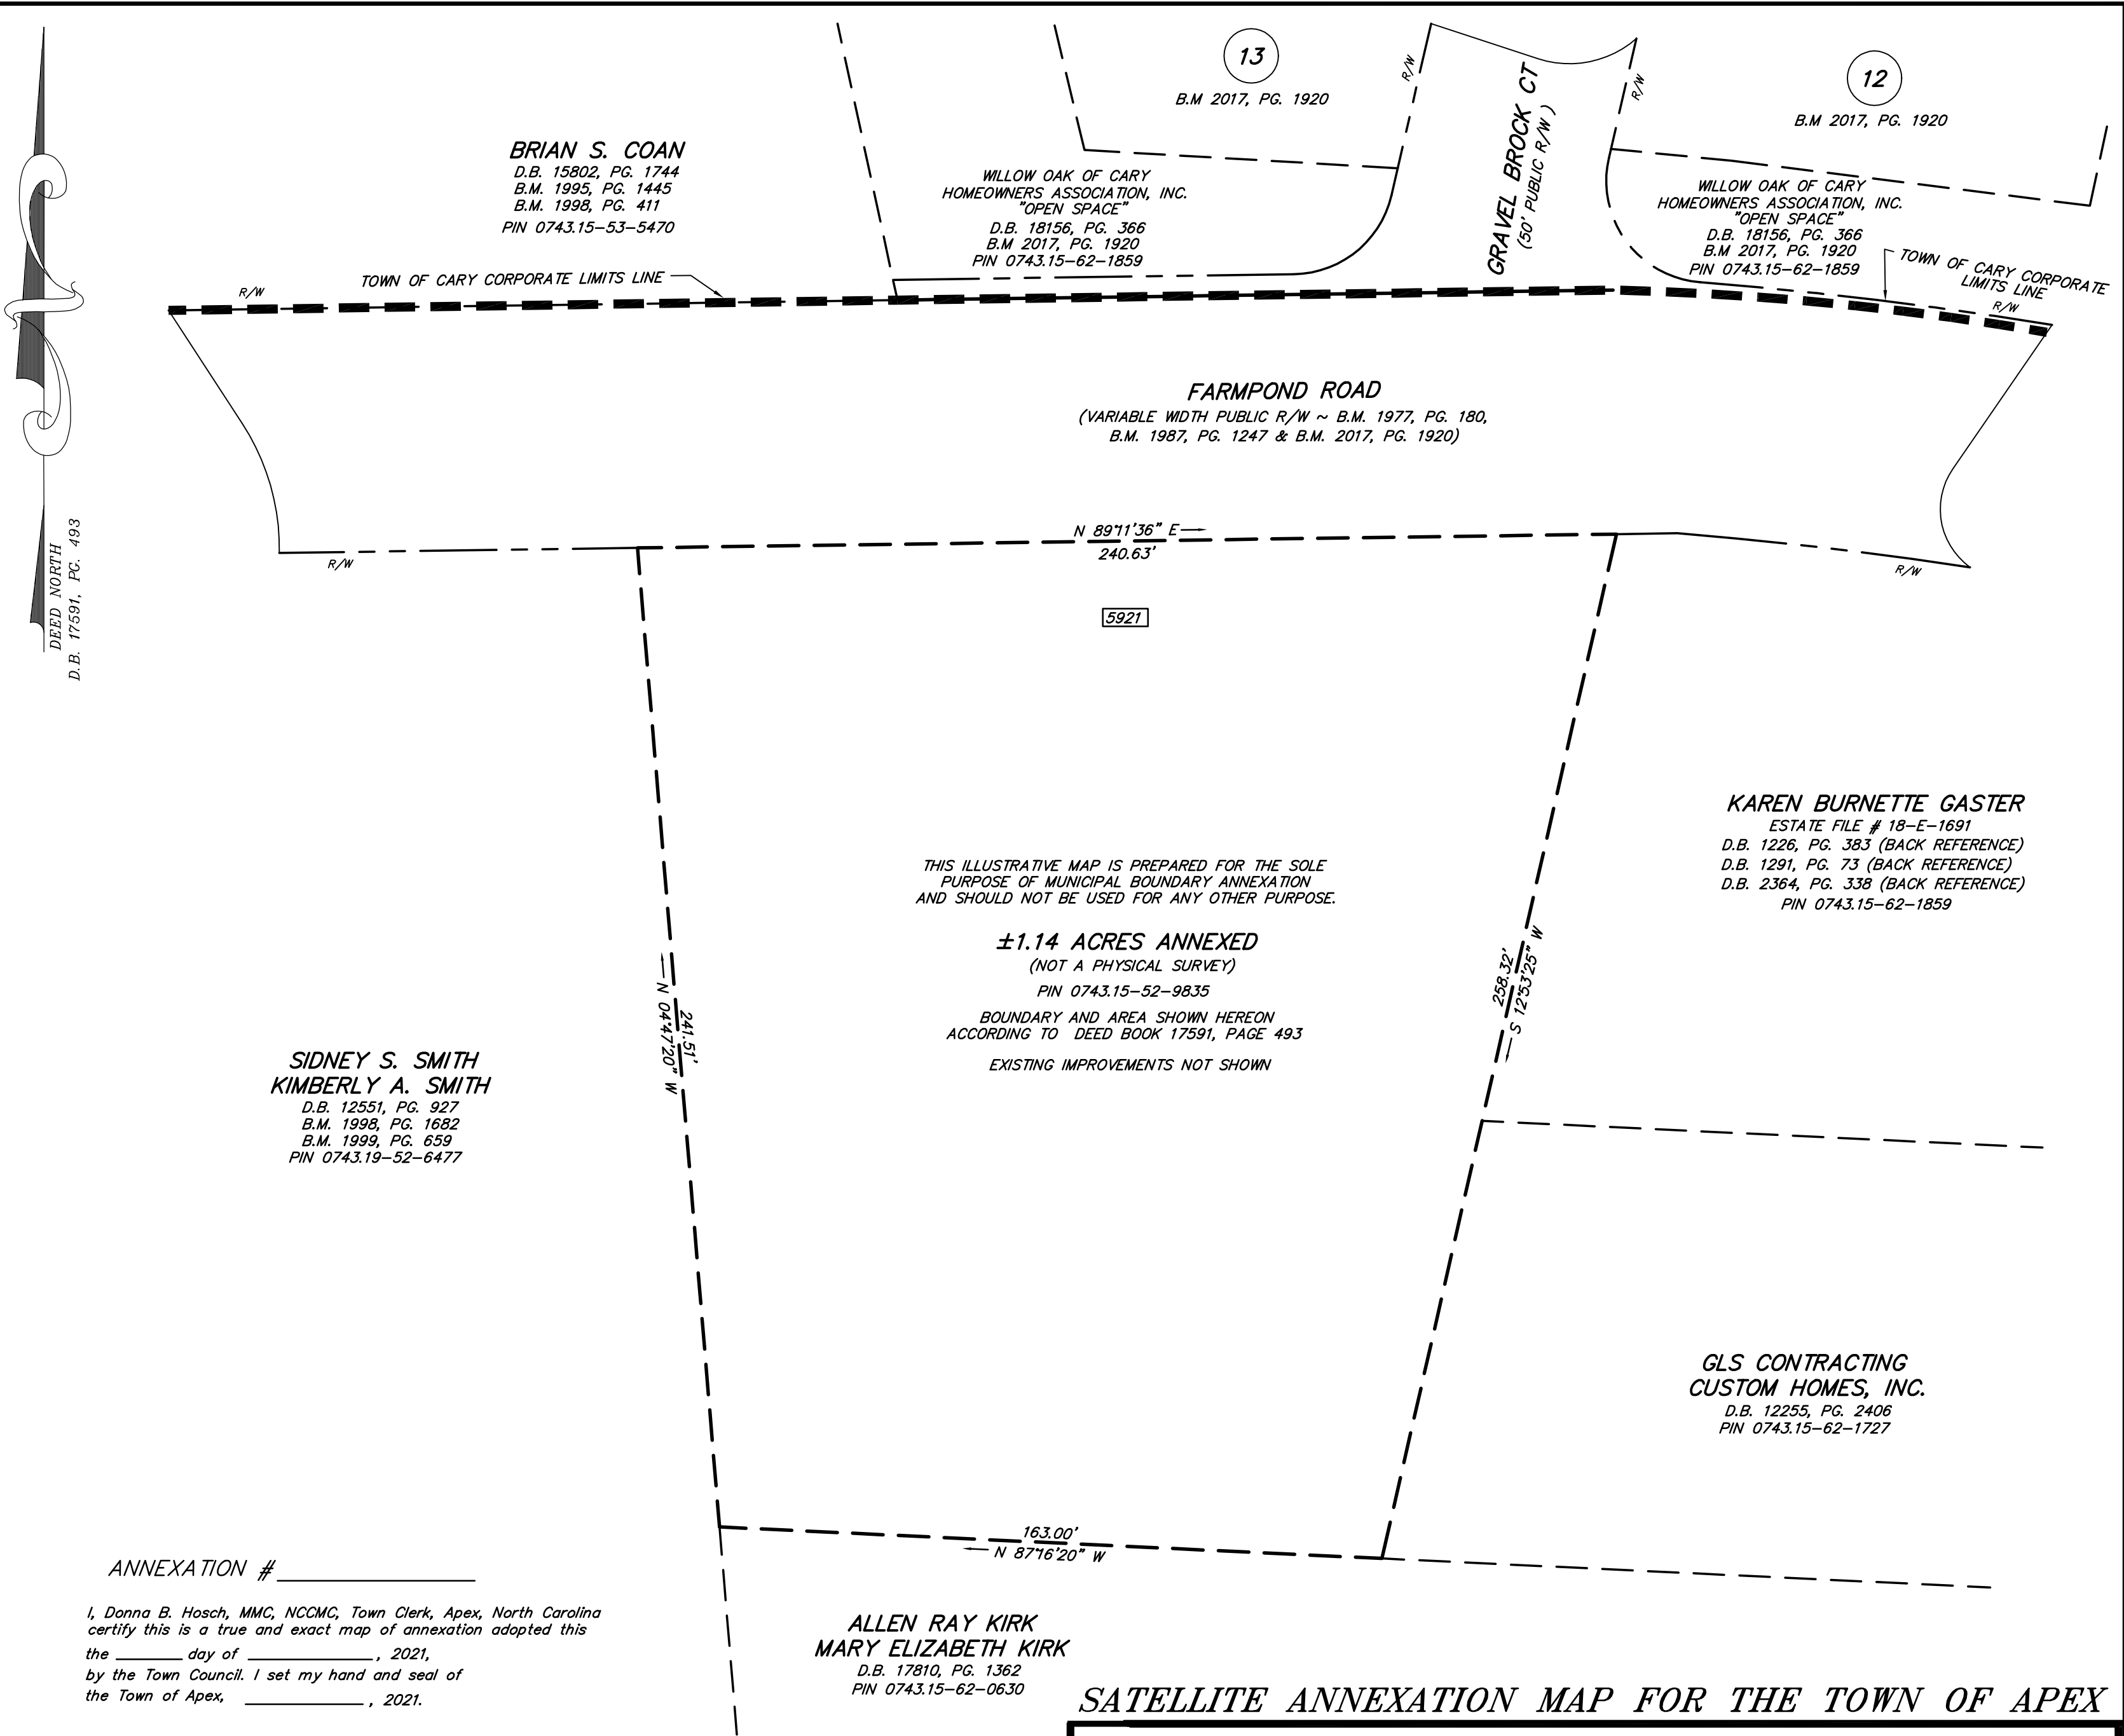 13
B.M 2017, PG. 1920
12
B.M 2017, PG. 1920
R/W
R/W
GRAVEL BROCK CT
(50' PUBLIC R/W )
BRIAN S. COAN
D.B. 15802, PG. 1744
B.M. 1995, PG. 1445
B.M. 1998, PG. 411
PIN 0743.15-53-5470
WILLOW OAK OF CARY
HOMEOWNERS ASSOCIATION, INC.
"OPEN SPACE"
D.B. 18156, PG. 366
B.M 2017, PG. 1920
PIN 0743.15-62-1859
WILLOW OAK OF CARY
HOMEOWNERS ASSOCIATION, INC.
"OPEN SPACE"
D.B. 18156, PG. 366
B.M 2017, PG. 1920
PIN 0743.15-62-1859
TOWN OF CARY CORPORATE LIMITS LINE
R/W
TOWN OF CARY CORPORATE
LIMITS LINE
R/W
FARMPOND ROAD
(VARIABLE WIDTH PUBLIC R/W ~ B.M. 1977, PG. 180,
B.M. 1987, PG. 1247 & B.M. 2017, PG. 1920)
DEED NORTH
D.B. 17591, PG. 493
N 89°11'36" E
240.63'
R/W
R/W
5921
KAREN BURNETTE GASTER
ESTATE FILE # 18-E-1691
D.B. 1226, PG. 383 (BACK REFERENCE)
D.B. 1291, PG. 73 (BACK REFERENCE)
D.B. 2364, PG. 338 (BACK REFERENCE)
PIN 0743.15-62-1859
THIS ILLUSTRATIVE MAP IS PREPARED FOR THE SOLE
PURPOSE OF MUNICIPAL BOUNDARY ANNEXATION
AND SHOULD NOT BE USED FOR ANY OTHER PURPOSE.
±1.14 ACRES ANNEXED
(NOT A PHYSICAL SURVEY)
PIN 0743.15-52-9835
BOUNDARY AND AREA SHOWN HEREON
ACCORDING TO DEED BOOK 17591, PAGE 493
EXISTING IMPROVEMENTS NOT SHOWN
258.32'
S 12°53'25" W
241.51'
N 04°47'20" W
SIDNEY S. SMITH
KIMBERLY A. SMITH
D.B. 12551, PG. 927
B.M. 1998, PG. 1682
B.M. 1999, PG. 659
PIN 0743.19-52-6477
GLS CONTRACTING
CUSTOM HOMES, INC.
D.B. 12255, PG. 2406
PIN 0743.15-62-1727
163.00'
N 87°16'20" W
ANNEXATION #
I, Donna B. Hosch, MMC, NCCMC, Town Clerk, Apex, North Carolina
certify this is a true and exact map of annexation adopted this
the ______ day of ____________, 2021,
by the Town Council. I set my hand and seal of
the Town of Apex, ____________, 2021.
ALLEN RAY KIRK
MARY ELIZABETH KIRK
D.B. 17810, PG. 1362
PIN 0743.15-62-0630
SATELLITE ANNEXATION MAP FOR THE TOWN OF APEX